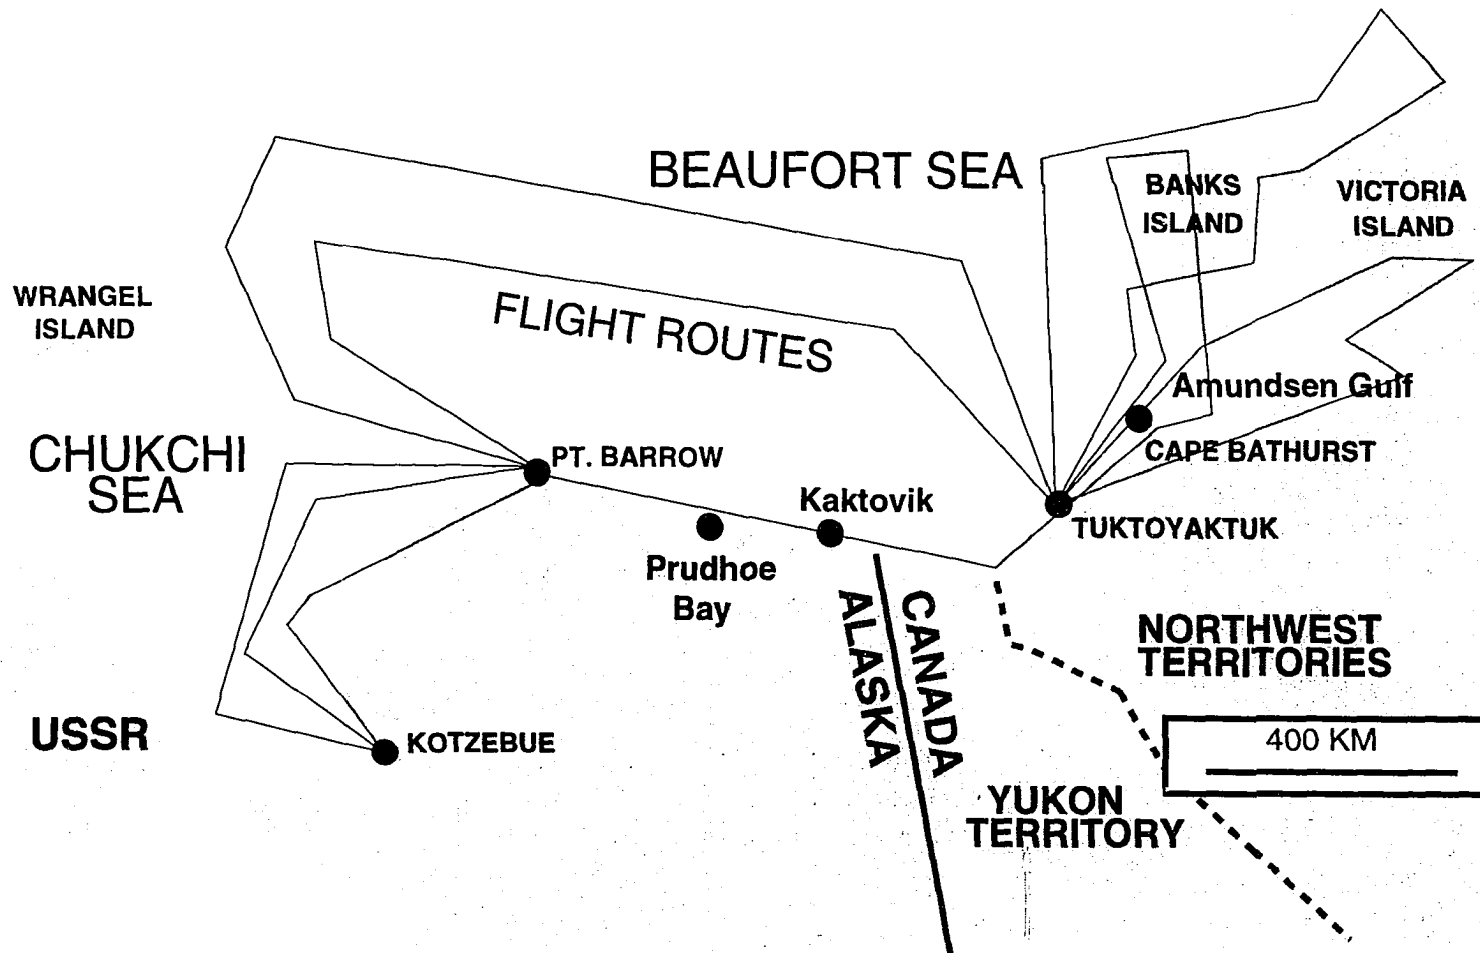 BEAUFORT SEA
BANKS
ISLAND
VICTORIA
ISLAND
WRANGEL
ISLAND
FLIGHT ROUTES
Amundsen Gulf
CAPE BATHURST
CHUKCHI
SEA
PT. BARROW
Kaktovik
TUKTOYAKTUK
Prudhoe
Bay
ALASKA
CANADA
NORTHWEST
TERRITORIES
USSR
KOTZEBUE
400 KM
YUKON
TERRITORY